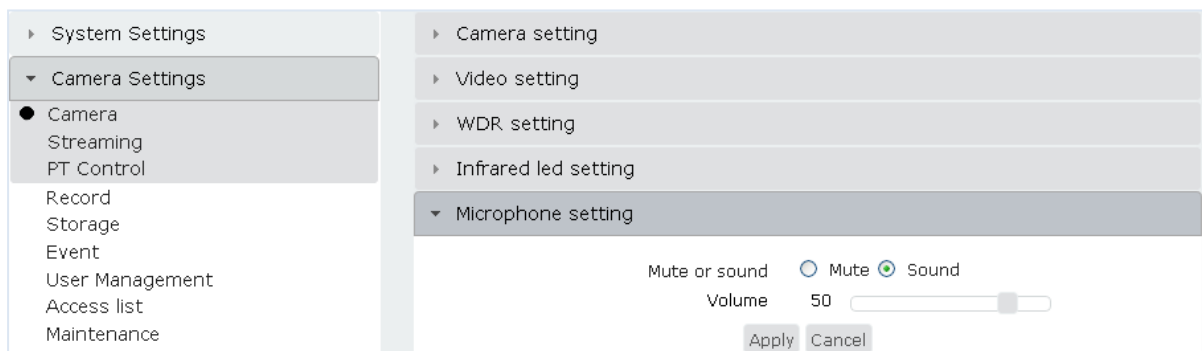 System Settings
Camera Settings
Camera
Streaming
PT Control
Record
Storage
Event
User Management
Access list
Maintenance
Camera setting
Video setting
WDR setting
Infrared led setting
Microphone setting
Mute or sound Mute Sound
Volume 50
Apply Cancel